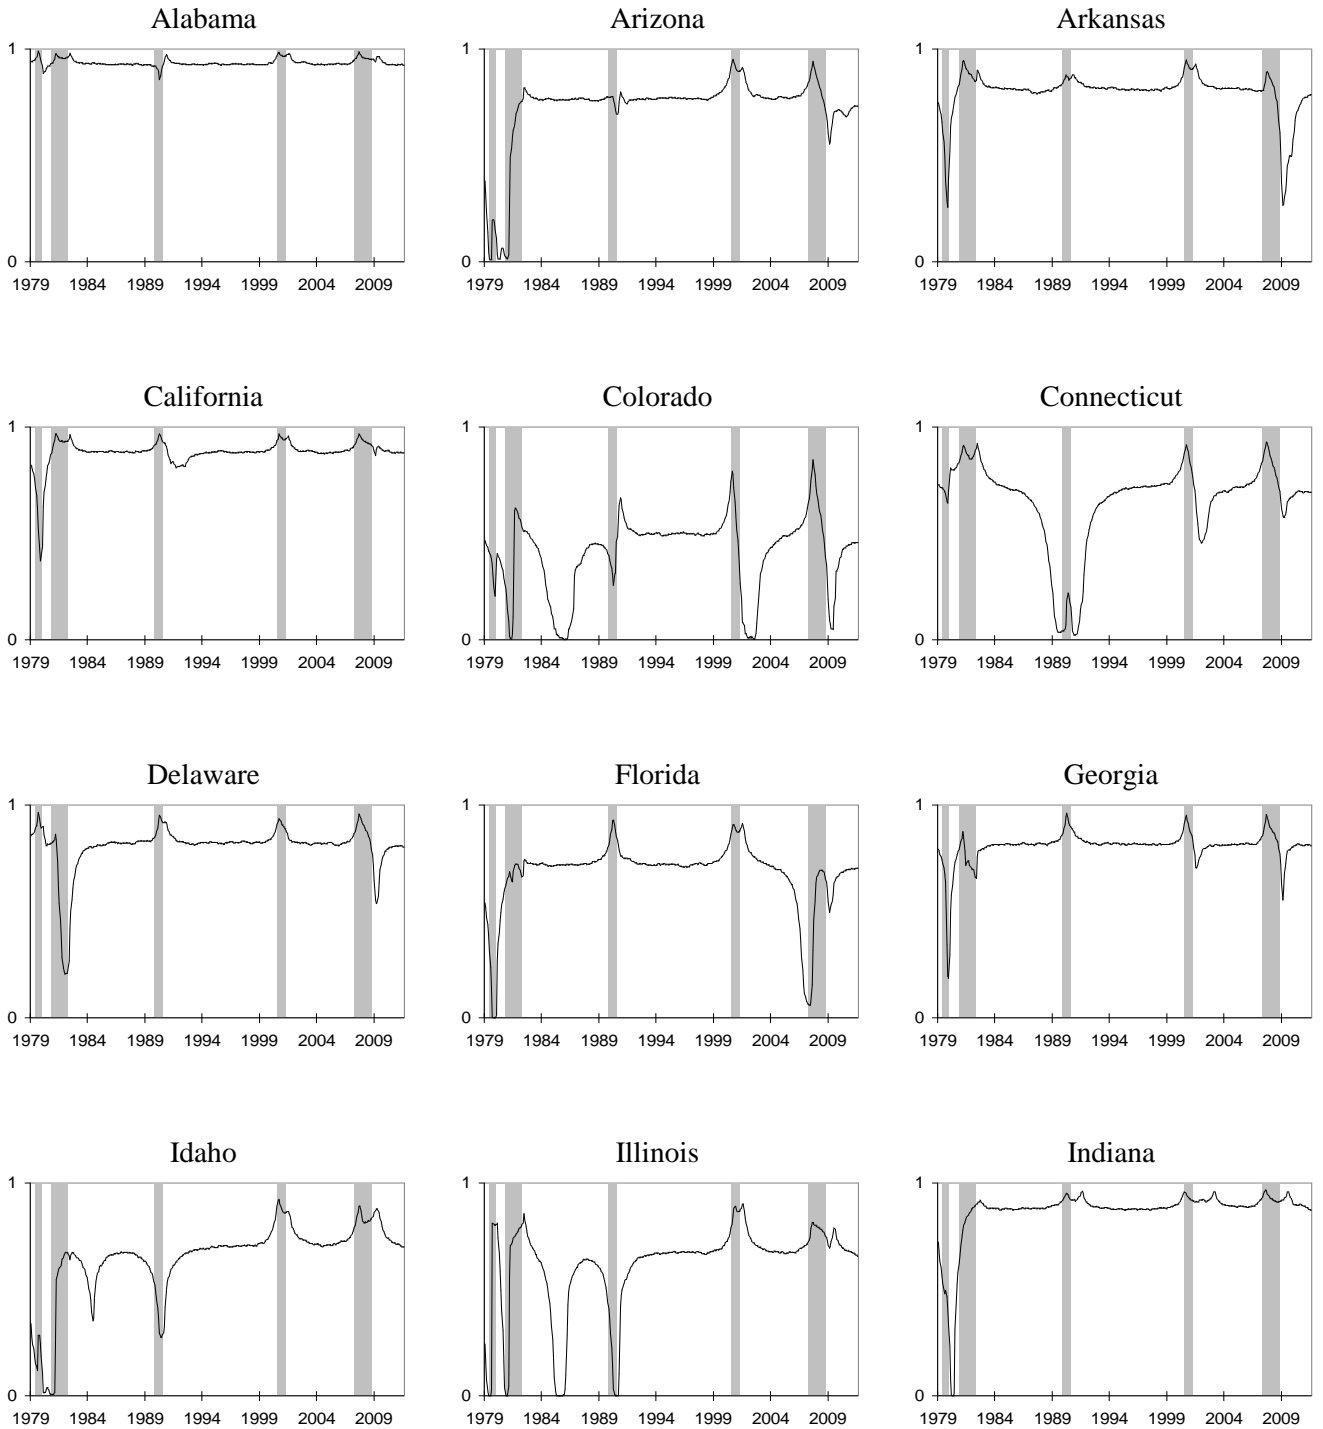 Alabama Arizona Arkansas
1 1 1
0 0 0
1979 1984 1989 1994 1999 2004 2009 1979 1984 1989 1994 1999 2004 2009 1979 1984 1989 1994 1999 2004 2009
California Colorado Connecticut
1 1 1
0 0 0
1979 1984 1989 1994 1999 2004 2009 1979 1984 1989 1994 1999 2004 2009 1979 1984 1989 1994 1999 2004 2009
Delaware Florida Georgia
1 1 1
0 0 0
1979 1984 1989 1994 1999 2004 2009 1979 1984 1989 1994 1999 2004 2009 1979 1984 1989 1994 1999 2004 2009
Idaho Illinois Indiana
1 1 1
0 0 0
1979 1984 1989 1994 1999 2004 2009 1979 1984 1989 1994 1999 2004 2009 1979 1984 1989 1994 1999 2004 2009